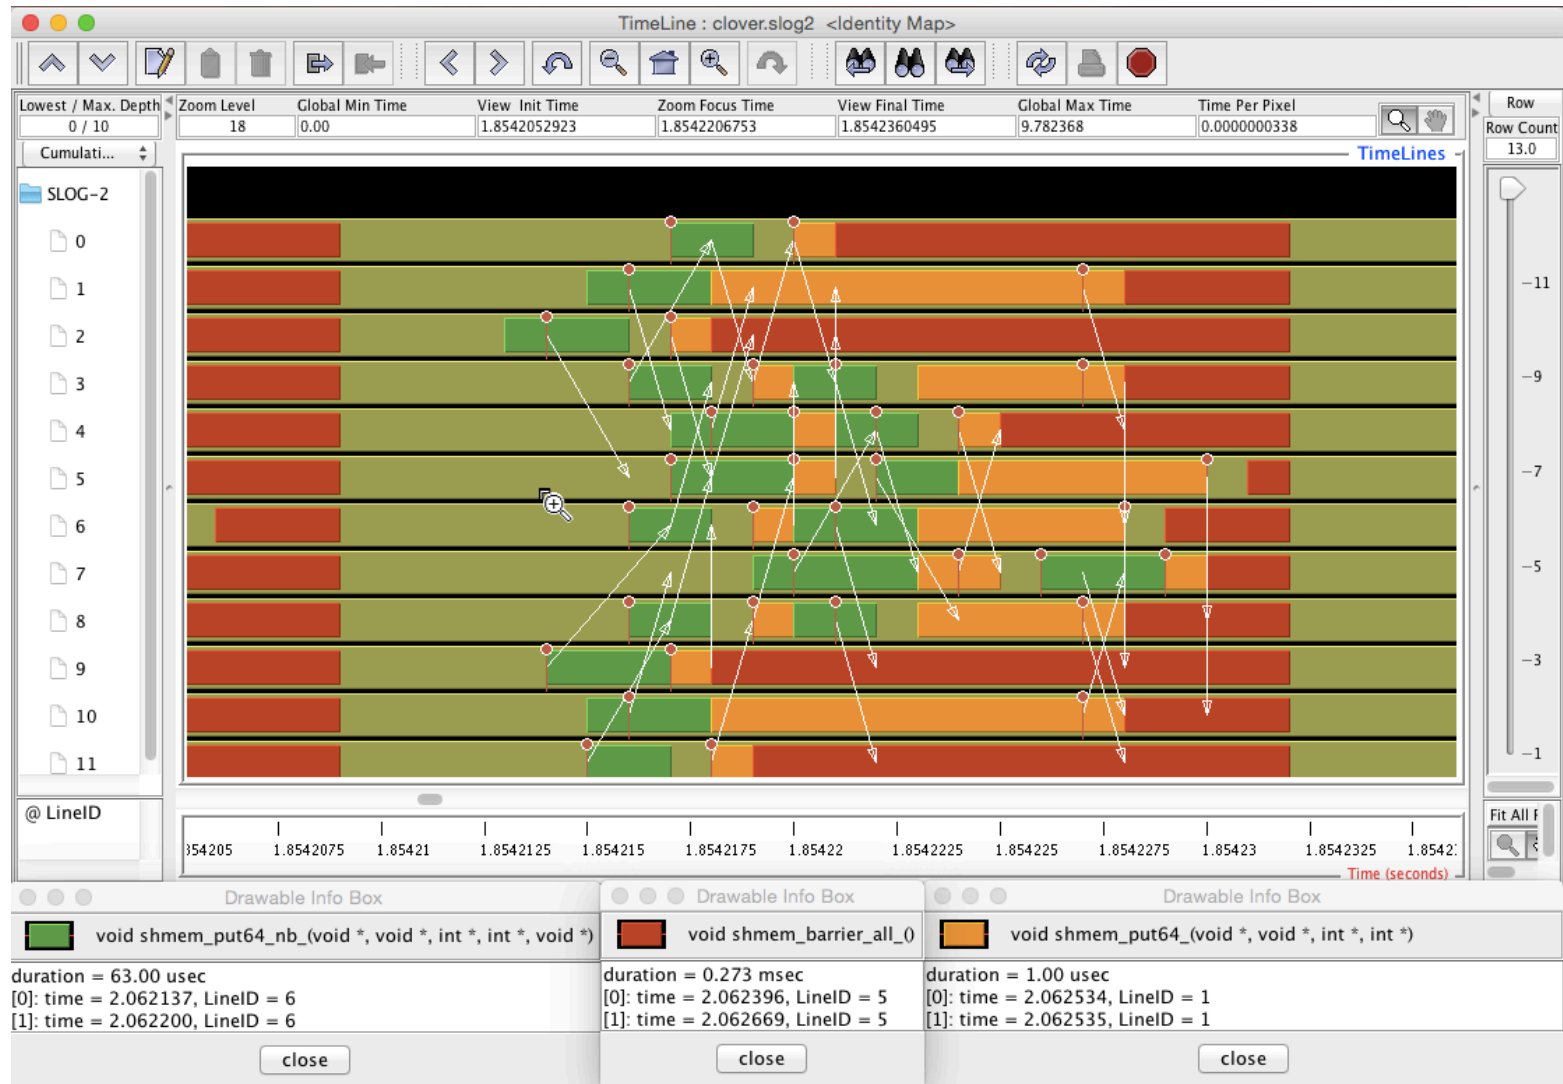 TimeLine : clover.slog2 <Identity Map>
Lowest / Max. Depth Zoom Level Global Min Time View Init Time Zoom Focus Time View Final Time Global Max Time Time Per Pixel Row
0 / 10 18 0.00 1.8542052923 1.8542206753 1.8542360495 9.782368 0.0000000338 Row Count
Cumulati... 13.0
TimeLines
SLOG-2
0
1
2
3
4
5
6
7
8
9
10
11
11
9
7
5
3
1
@ LineID
Fit All
354205 1.8542075 1.85421 1.8542125 1.854215 1.8542175 1.85422 1.8542225 1.854225 1.8542275 1.85423 1.8542325 1.8542
Time (seconds)
Drawable Info Box
void shmem_put64_nb_(void *, void *, int *, int *, void *)
duration = 63.00 usec
[0]: time = 2.062137, LineID = 6
[1]: time = 2.062200, LineID = 6
close
Drawable Info Box
void shmem_barrier_all_()
duration = 0.273 msec
[0]: time = 2.062396, LineID = 5
[1]: time = 2.062669, LineID = 5
close
Drawable Info Box
void shmem_put64_(void *, void *, int *, int *)
duration = 1.00 usec
[0]: time = 2.062534, LineID = 1
[1]: time = 2.062535, LineID = 1
close